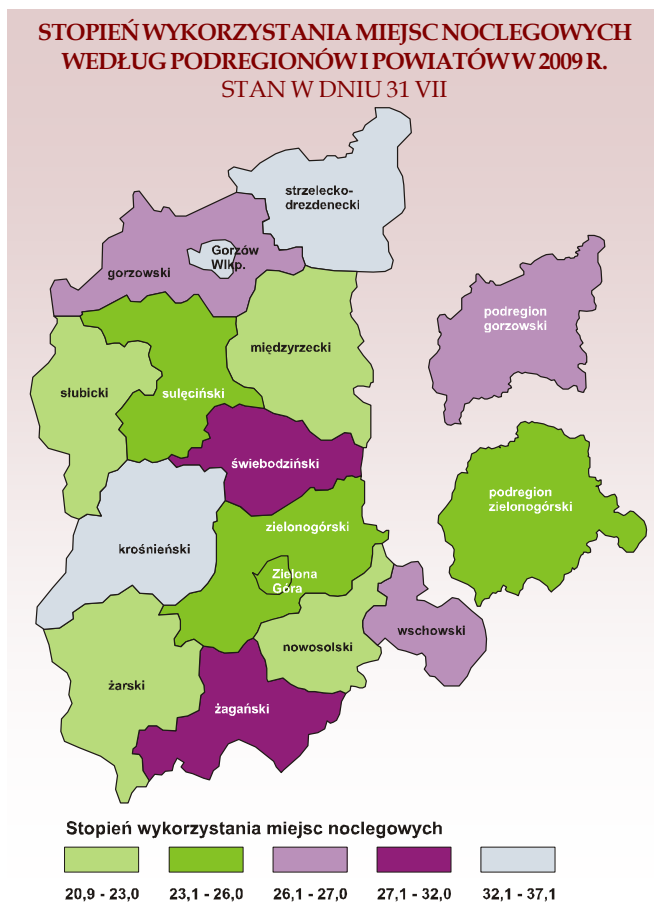 STOPIEŃ WYKORZYSTANIA MIEJSC NOCLEGOWYCH
WEDŁUG PODREGIONÓW I POWIATÓW W 2009 R.
STAN W DNIU 31 VII
strzelecko-
drezdenecki
Gorzów
Wlkp.
gorzowski
podregion
gorzowski
międzyrzecki
słubicki
sulęciński
świebodziński
podregion
zielonogórski
zielonogórski
krośnieński
Zielona
Góra
wschowski
nowosolski
żarski
żagański
Stopień wykorzystania miejsc noclegowych
20,9 - 23,0 23,1 - 26,0 26,1 - 27,0 27,1 - 32,0 32,1 - 37,1